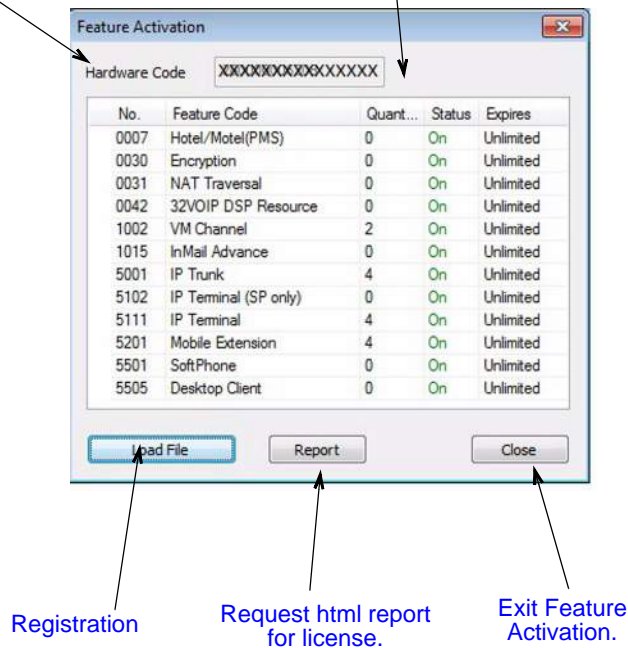 Feature Activation
Hardware Code XXXXXXXXXXXXXXXX
No. Feature Code Quant... Status Expires
0007 Hotel/Motel(PMS) 0 On Unlimited
0030 Encryption 0 On Unlimited
0031 NAT Traversal 0 On Unlimited
0042 32VOIP DSP Resource 0 On Unlimited
1002 VM Channel 2 On Unlimited
1015 InMail Advance 0 On Unlimited
5001 IP Trunk 4 On Unlimited
5102 IP Terminal (SP only) 0 On Unlimited
5111 IP Terminal 4 On Unlimited
5201 Mobile Extension 4 On Unlimited
5501 SoftPhone 0 On Unlimited
5505 Desktop Client 0 On Unlimited
Load File Report Close
Registration
Request html report
for license.
Exit Feature
Activation.